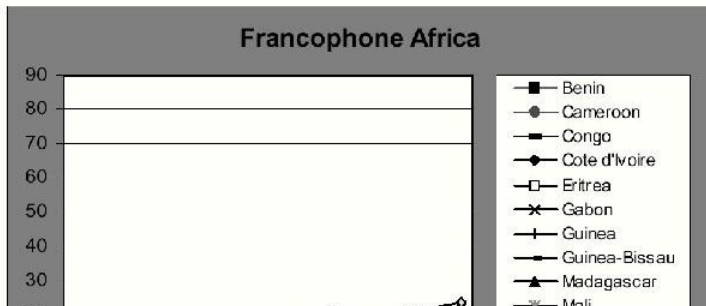 Francophone Africa
90
80
70
60
50
40
30
Benin
Cameroon
Congo
Cote d'Ivoire
Eritrea
Gabon
Guinea
Guinea-Bissau
Madagascar
Mali